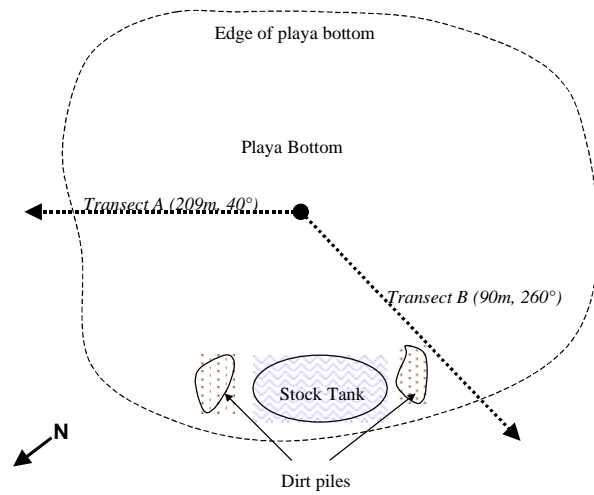 Edge of playa bottom
Playa Bottom
Transect A (209m, 40°)
Transect B (90m, 260°)
Stock Tank
N
Dirt piles